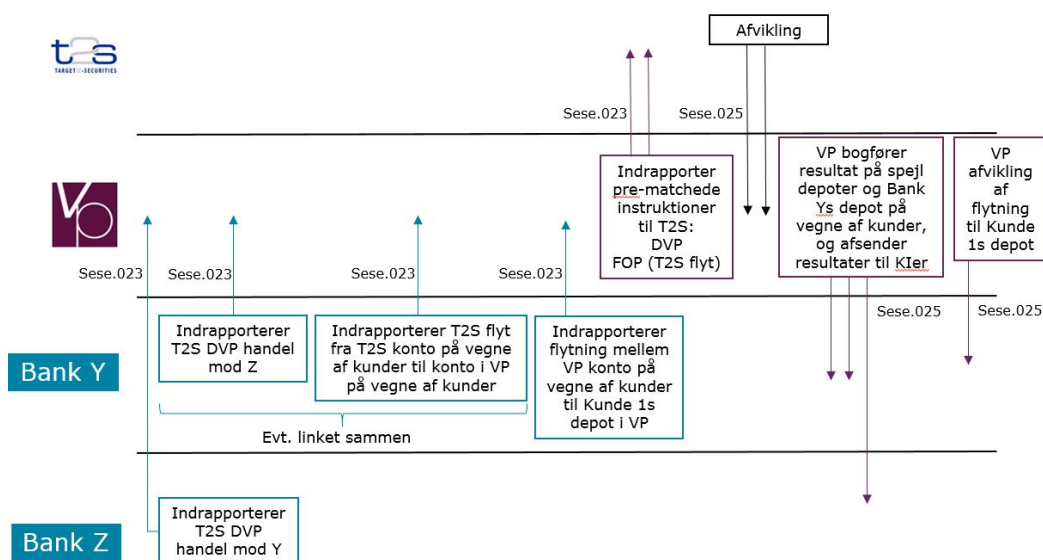 t2s
TARGET2-SECURITIES
Afvikling
Sese.023
Sese.025
vp
Indrapporter
pre-matchede
instruktioner
til T2S:
DVP
FOP (T2S flyt)
VP bogfører
resultat på spejl
depoter og Bank
Ys depot på
vegne af kunder,
og afsender
resultater til KIer
VP
afvikling
af
flytning
til Kunde
1s depot
Sese.023
Sese.023
Sese.023
Sese.023
Sese.025
Sese.025
Bank Y
Indrapporterer
T2S DVP handel
mod Z
Indrapporterer T2S flyt
fra T2S konto på vegne
af kunder til konto i VP
på vegne af kunder
Indrapporterer
flytning mellem
VP konto på
vegne af kunder
til Kunde 1s
depot i VP
Evt. linket sammen
Bank Z
Indrapporterer
T2S DVP
handel mod Y